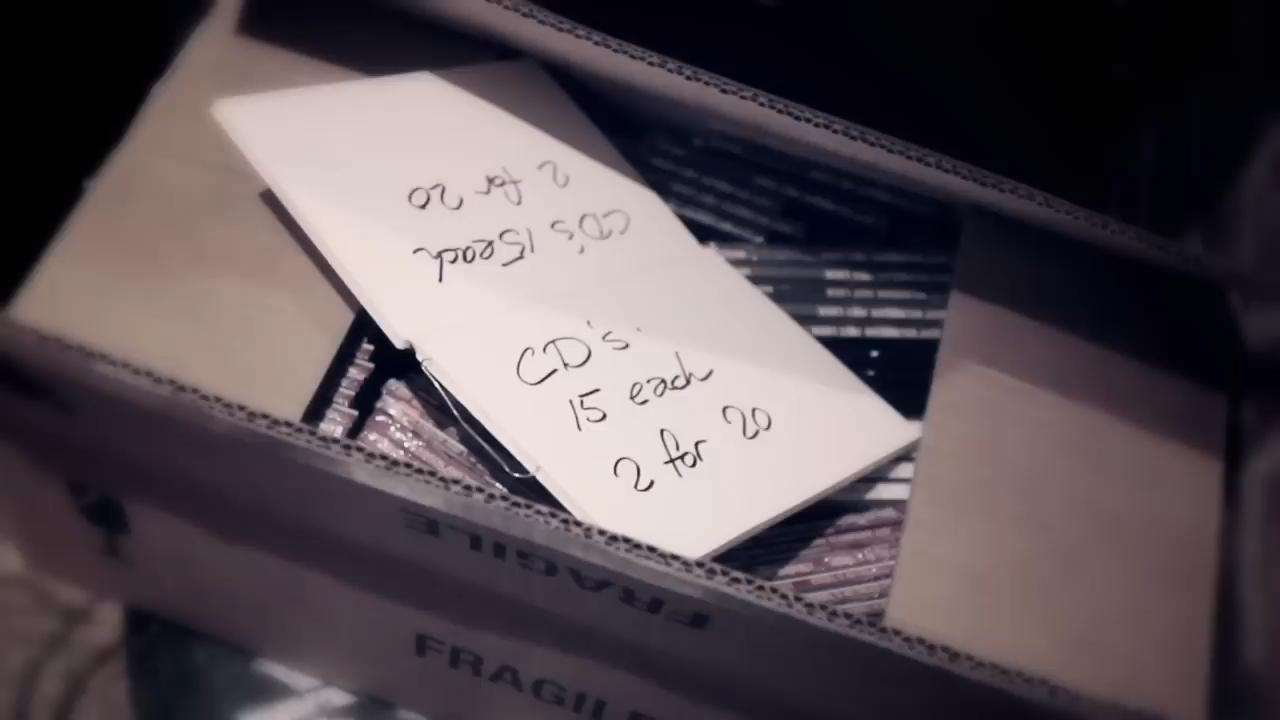 2 for 20
CD's 15 each
CD's.
15 each
2 for 20
FRAGILE
FRAGILE